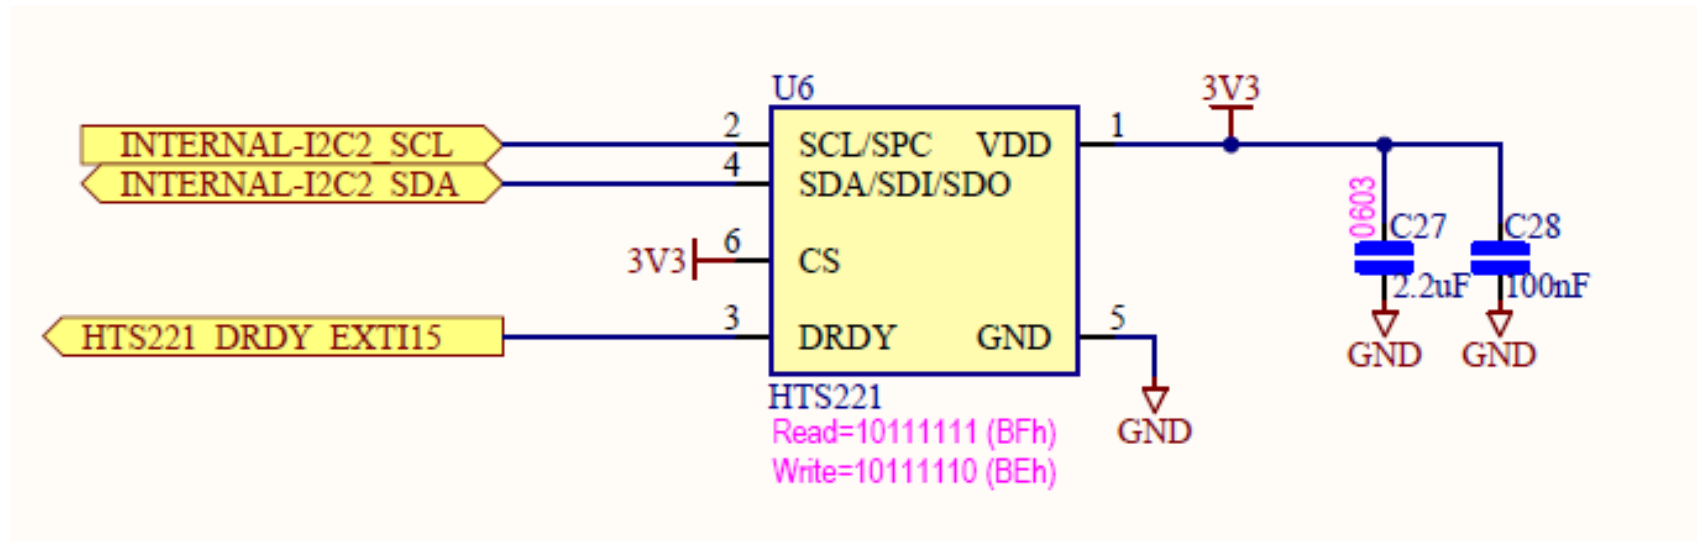 U6
3V3
INTERNAL-I2C2_SCL 2 SCL/SPC VDD 1
INTERNAL-I2C2_SDA 4 SDA/SDI/SDO
0603 C27 C28
3V3 6 CS
2.2uF 100nF
HTS221_DRDY_EXTI15 3 DRDY GND 5
GND GND
HTS221
Read=10111111 (BFh) GND
Write=10111110 (BEh)